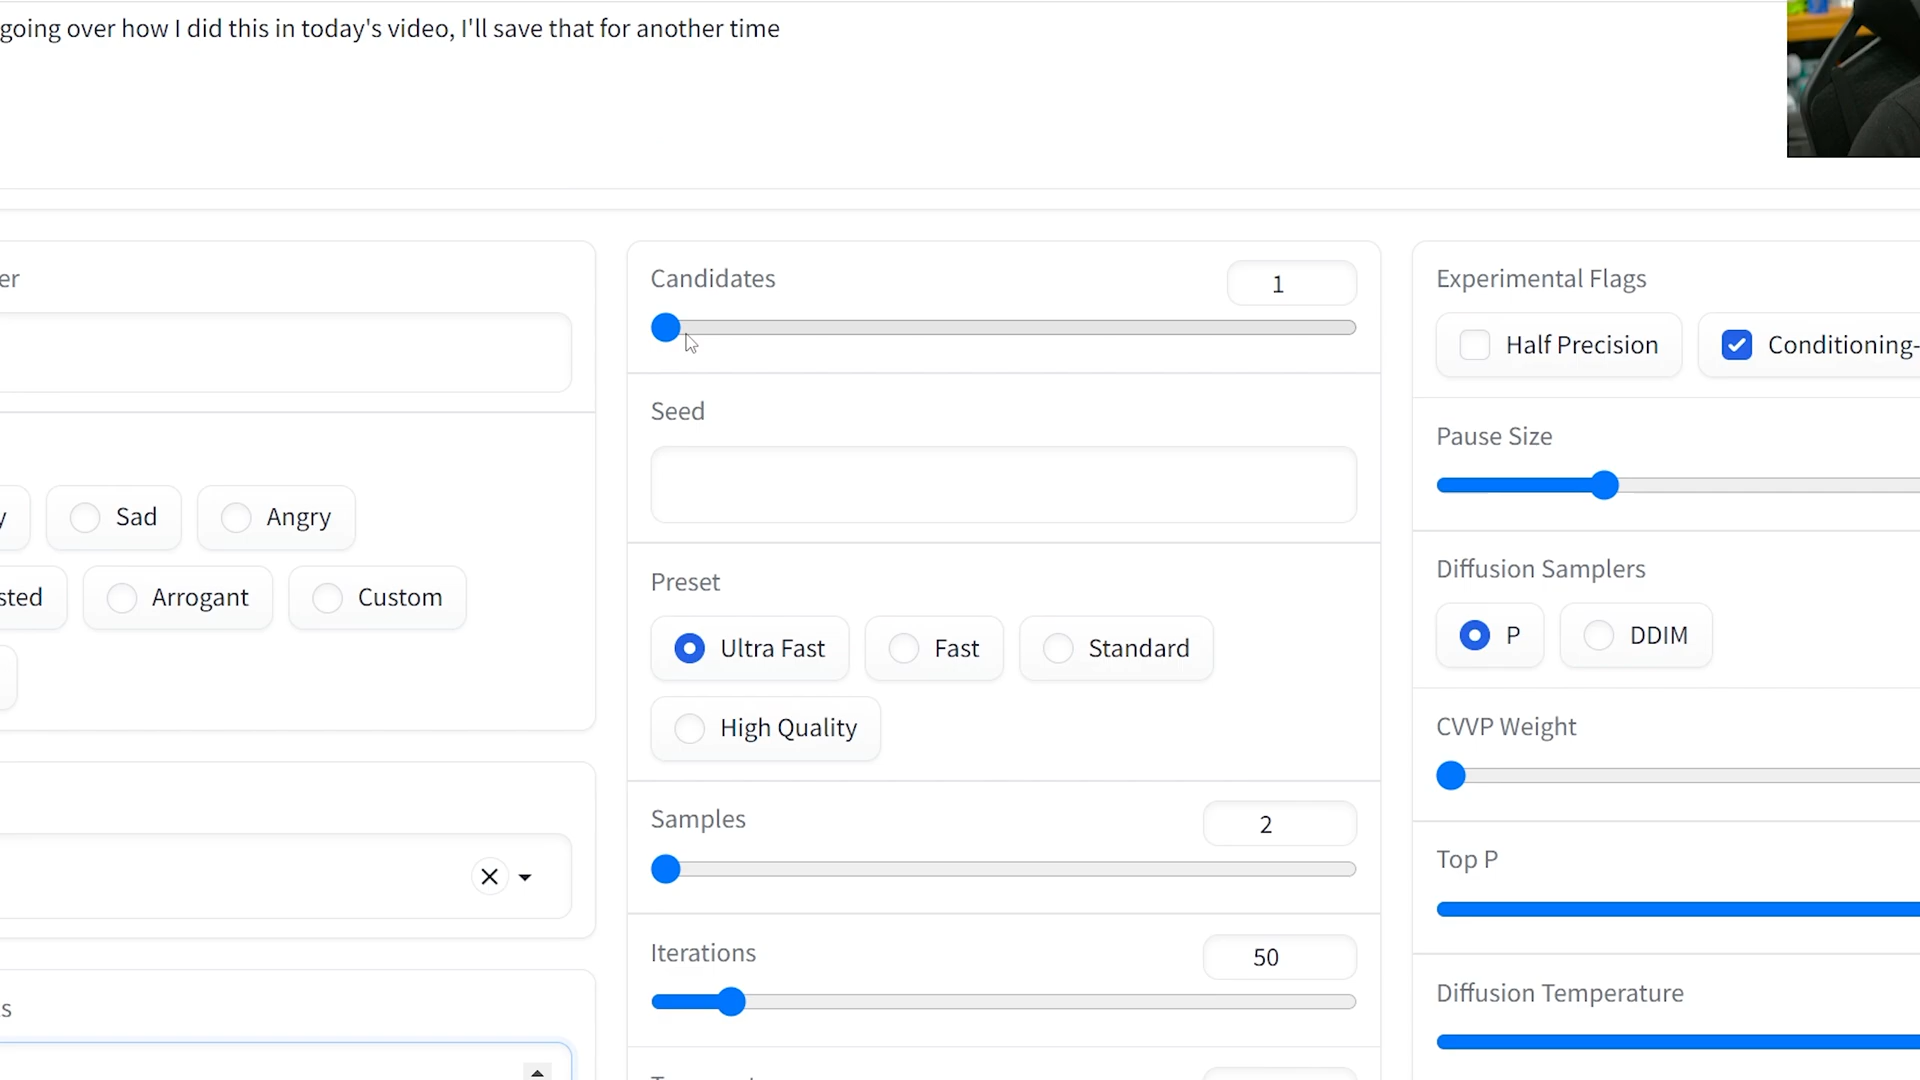 going over how I did this in today's video, I'll save that for another time
er
y
Sad
Angry
sted
Arrogant
Custom
s
Candidates
1
Seed
Preset
Ultra Fast
Fast
Standard
High Quality
Samples
2
Iterations
50
Experimental Flags
Half Precision
Conditioning-
Pause Size
Diffusion Samplers
P
DDIM
CVVP Weight
Top P
Diffusion Temperature